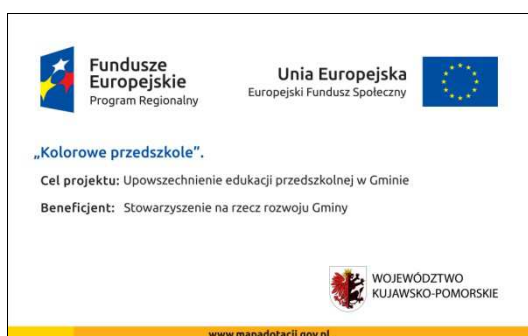 Fundusze
Europejskie
Program Regionalny
Unia Europejska
Europejski Fundusz Społeczny
„Kolorowe przedszkole”.
Cel projektu: Upowszechnienie edukacji przedszkolnej w Gminie
Beneficjent: Stowarzyszenie na rzecz rozwoju Gminy
WOJEWÓDZTWO
KUJAWSKO-POMORSKIE
www.mapadotacji.gov.pl